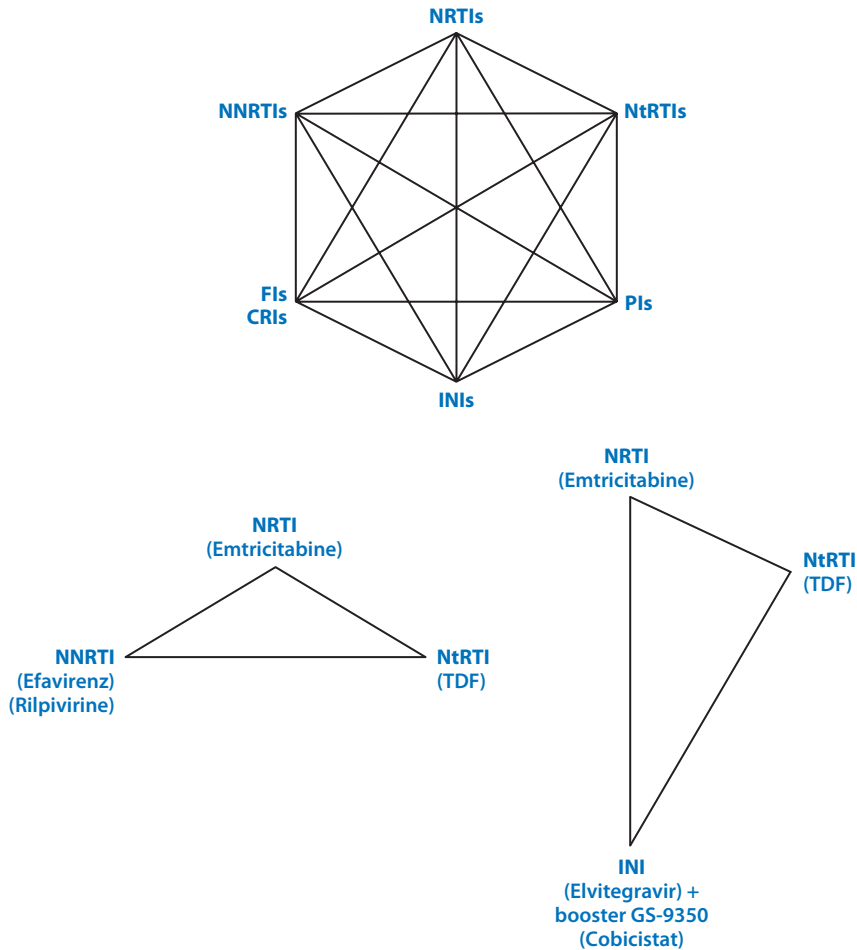 NRTIs
NNRTIs
NtRTIs
FIs
CRIs
PIs
INIs
NRTI
(Emtricitabine)
NNRTI
(Efavirenz)
(Rilpivirine)
NtRTI
(TDF)
NRTI
(Emtricitabine)
NtRTI
(TDF)
INI
(Elvitegravir) +
booster GS-9350
(Cobicistat)